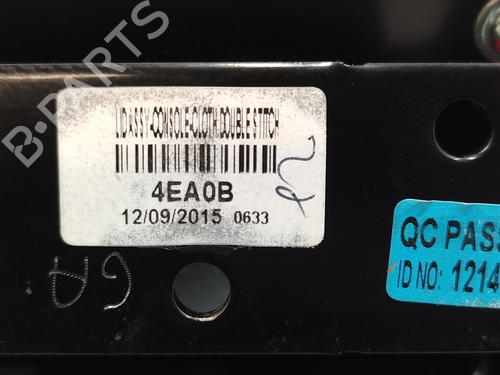 LID ASSY-CONSOLE-CLOTH DOUBLE STITCH
4EA0B
12/09/2015 0633
QC PASS
ID NO: 1214
B-PARTS